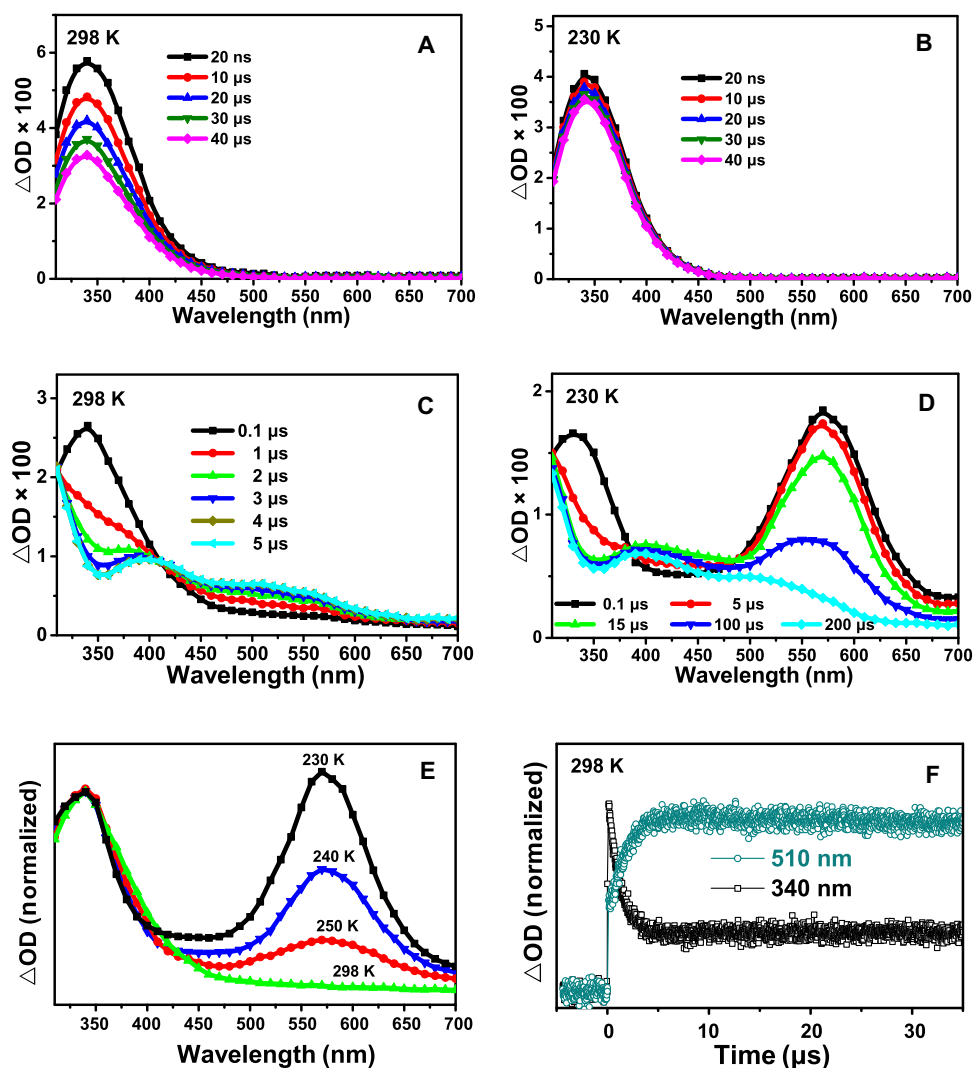 298 K
A
20 ns
10 µs
20 µs
30 µs
40 µs
6
4
2
0
△OD × 100
350 400 450 500 550 600 650 700
Wavelength (nm)
230 K
B
20 ns
10 µs
20 µs
30 µs
40 µs
5
4
3
1
0
△OD × 100
350 400 450 500 550 600 650 700
Wavelength (nm)
298 K
C
0.1 µs
1 µs
2 µs
3 µs
4 µs
5 µs
3
2
1
0
△OD × 100
350 400 450 500 550 600 650 700
Wavelength (nm)
230 K
D
2
1
0
△OD × 100
0.1 µs 5 µs
15 µs 100 µs 200 µs
350 400 450 500 550 600 650 700
Wavelength (nm)
E
230 K
240 K
250 K
298 K
△OD (normalized)
350 400 450 500 550 600 650 700
Wavelength (nm)
298 K
F
510 nm
340 nm
△OD (normalized)
0 10 20 30
Time (µs)